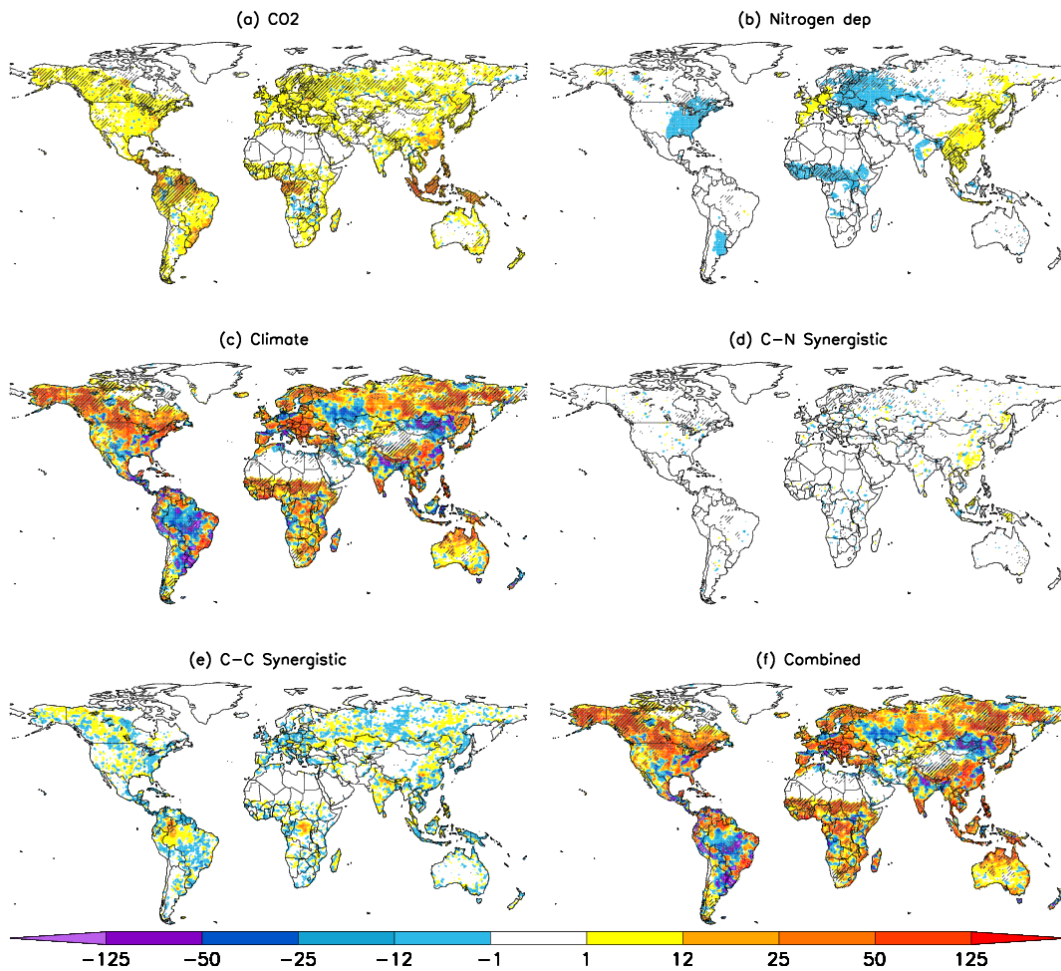 (a) CO2
(b) Nitrogen dep
(c) Climate
(d) C-N Synergistic
(e) C-C Synergistic
(f) Combined
-125 -50 -25 -12 -1 1 12 25 50 125